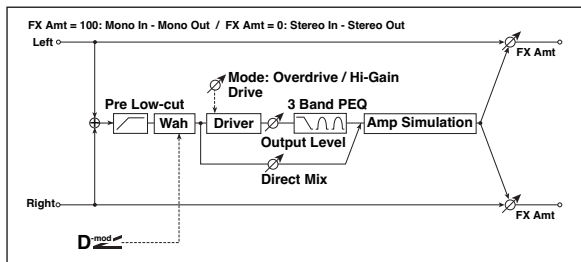 FX Amt = 100: Mono In - Mono Out / FX Amt = 0: Stereo In - Stereo Out
Left
FX Amt
Mode: Overdrive / Hi-Gain
Drive
Pre Low-cut
3 Band PEQ
Wah
Driver
Amp Simulation
Output Level
Direct Mix
Right
FX Amt
D-mod